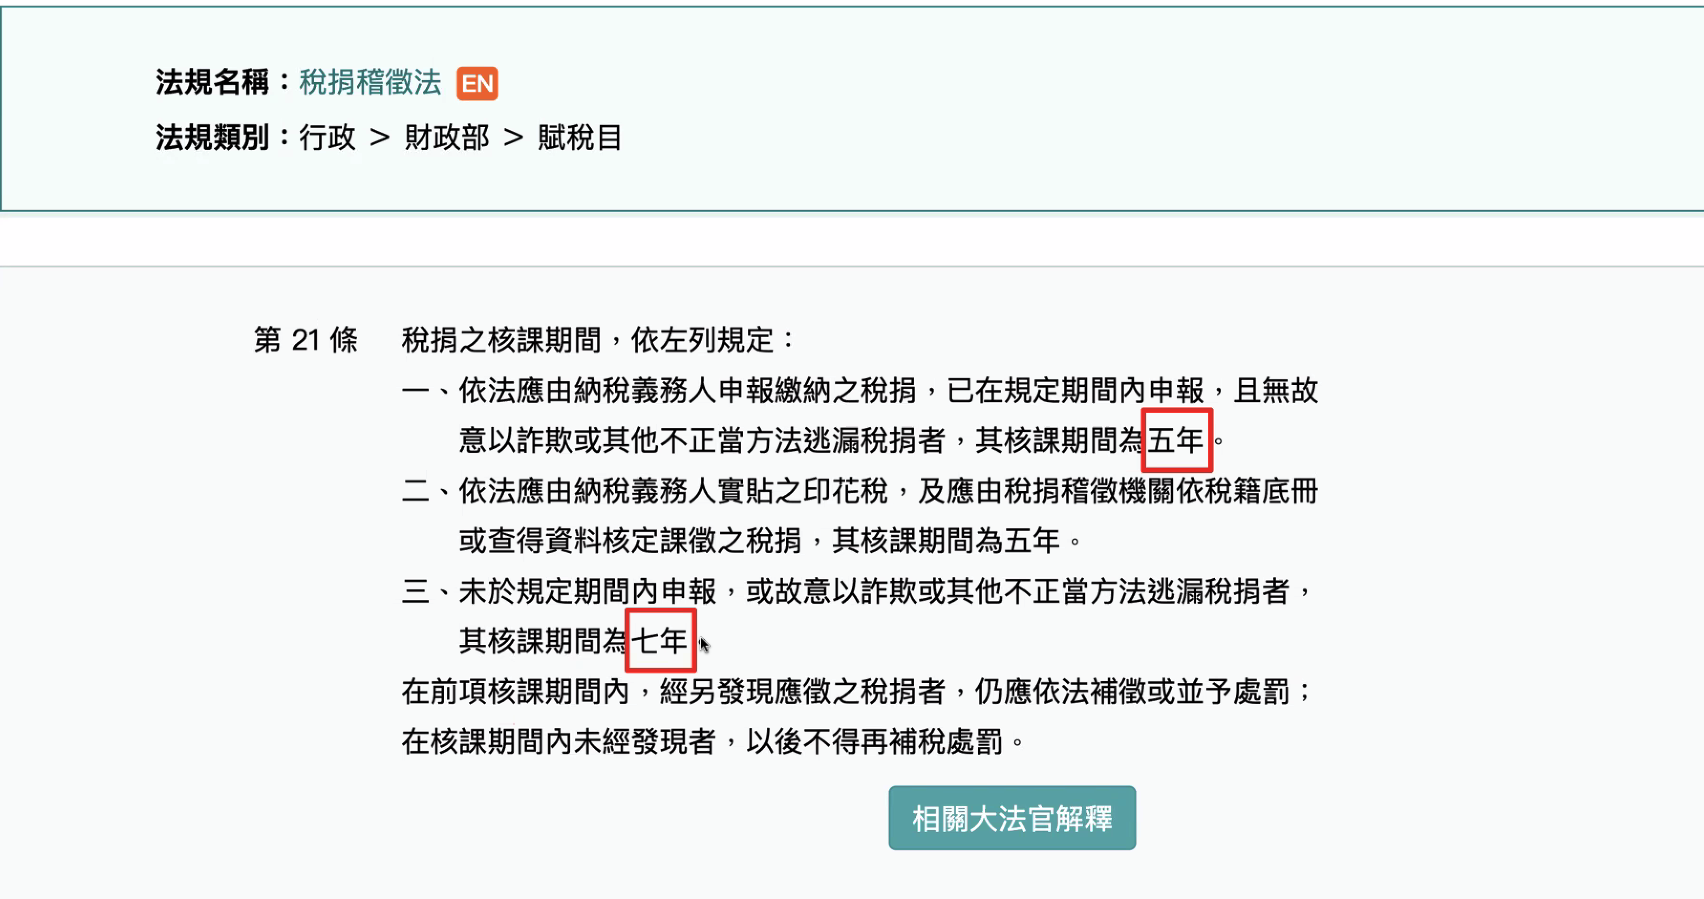 法規名稱：稅捐稽徵法 EN
法規類別：行政 > 財政部 > 賦稅目
第 21 條 稅捐之核課期間，依左列規定：
一、依法應由納稅義務人申報繳納之稅捐，已在規定期間內申報，且無故
意以詐欺或其他不正當方法逃漏稅捐者，其核課期間為五年。
二、依法應由納稅義務人實貼之印花稅，及應由稅捐稽徵機關依稅籍底冊
或查得資料核定課徵之稅捐，其核課期間為五年。
三、未於規定期間內申報，或故意以詐欺或其他不正當方法逃漏稅捐者，
其核課期間為七年
在前項核課期間內，經另發現應徵之稅捐者，仍應依法補徵或並予處罰；
在核課期間內未經發現者，以後不得再補稅處罰。
相關大法官解釋